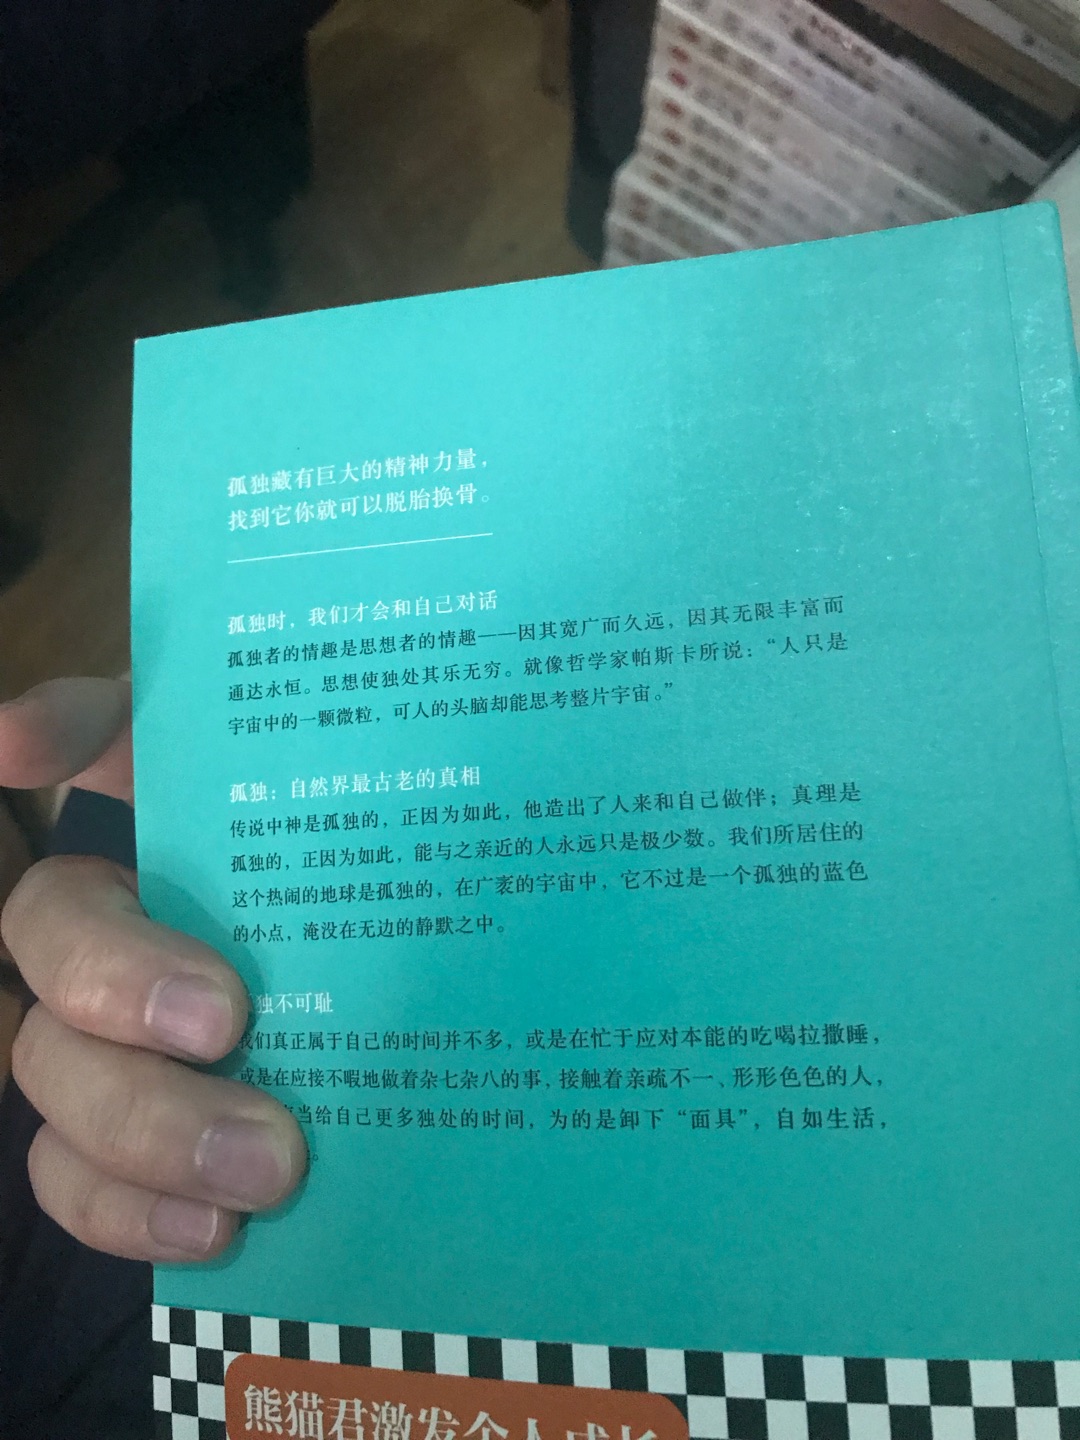 孤独藏有巨大的精神力量，
找到它你就可以脱胎换骨。
孤独时，我们才会和自己对话
孤独者的情趣是思想者的情趣——因其宽广而久远，因其无限丰富而
通达永恒。思想使独处其乐无穷。就像哲学家帕斯卡所说：“人只是
宇宙中的一颗微粒，可人的头脑却能思考整片宇宙。”
孤独：自然界最古老的真相
传说中神是孤独的，正因为如此，他造出了人来和自己做伴；真理是
孤独的，正因为如此，能与之亲近的人永远只是极少数。我们所居住的
这个热闹的地球是孤独的，在广袤的宇宙中，它不过是一个孤独的蓝色
的小点，淹没在无边的静默之中。
独不可耻
我们真正属于自己的时间并不多，或是在忙于应对本能的吃喝拉撒睡，
或是在应接不暇地做着杂七杂八的事，接触着亲疏不一、形形色色的人，
当给自己更多独处的时间，为的是卸下“面具”，自如生活，
熊猫君激发个人成长